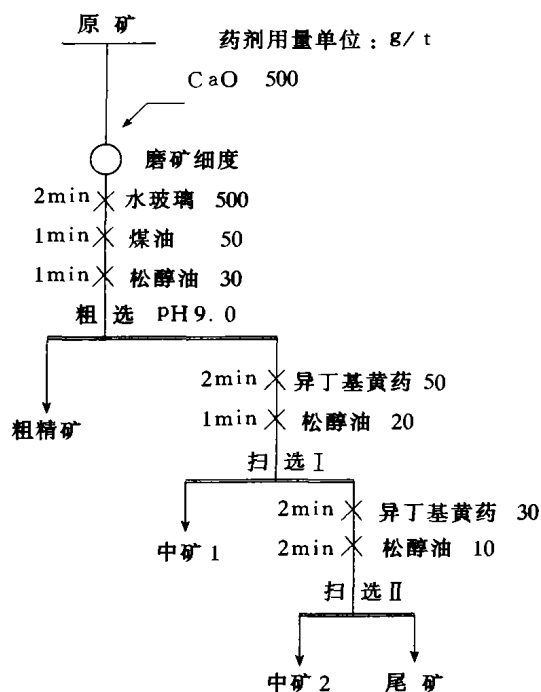 原矿
药剂用量单位：g/t
CaO 500
磨矿细度
2min 水玻璃 500
1min 煤油 50
1min 松醇油 30
粗选 pH9.0
2min 异丁基黄药 50
粗精矿
1min 松醇油 20
扫选Ⅰ
2min 异丁基黄药 30
中矿1
2min 松醇油 10
扫选Ⅱ
中矿2 尾矿